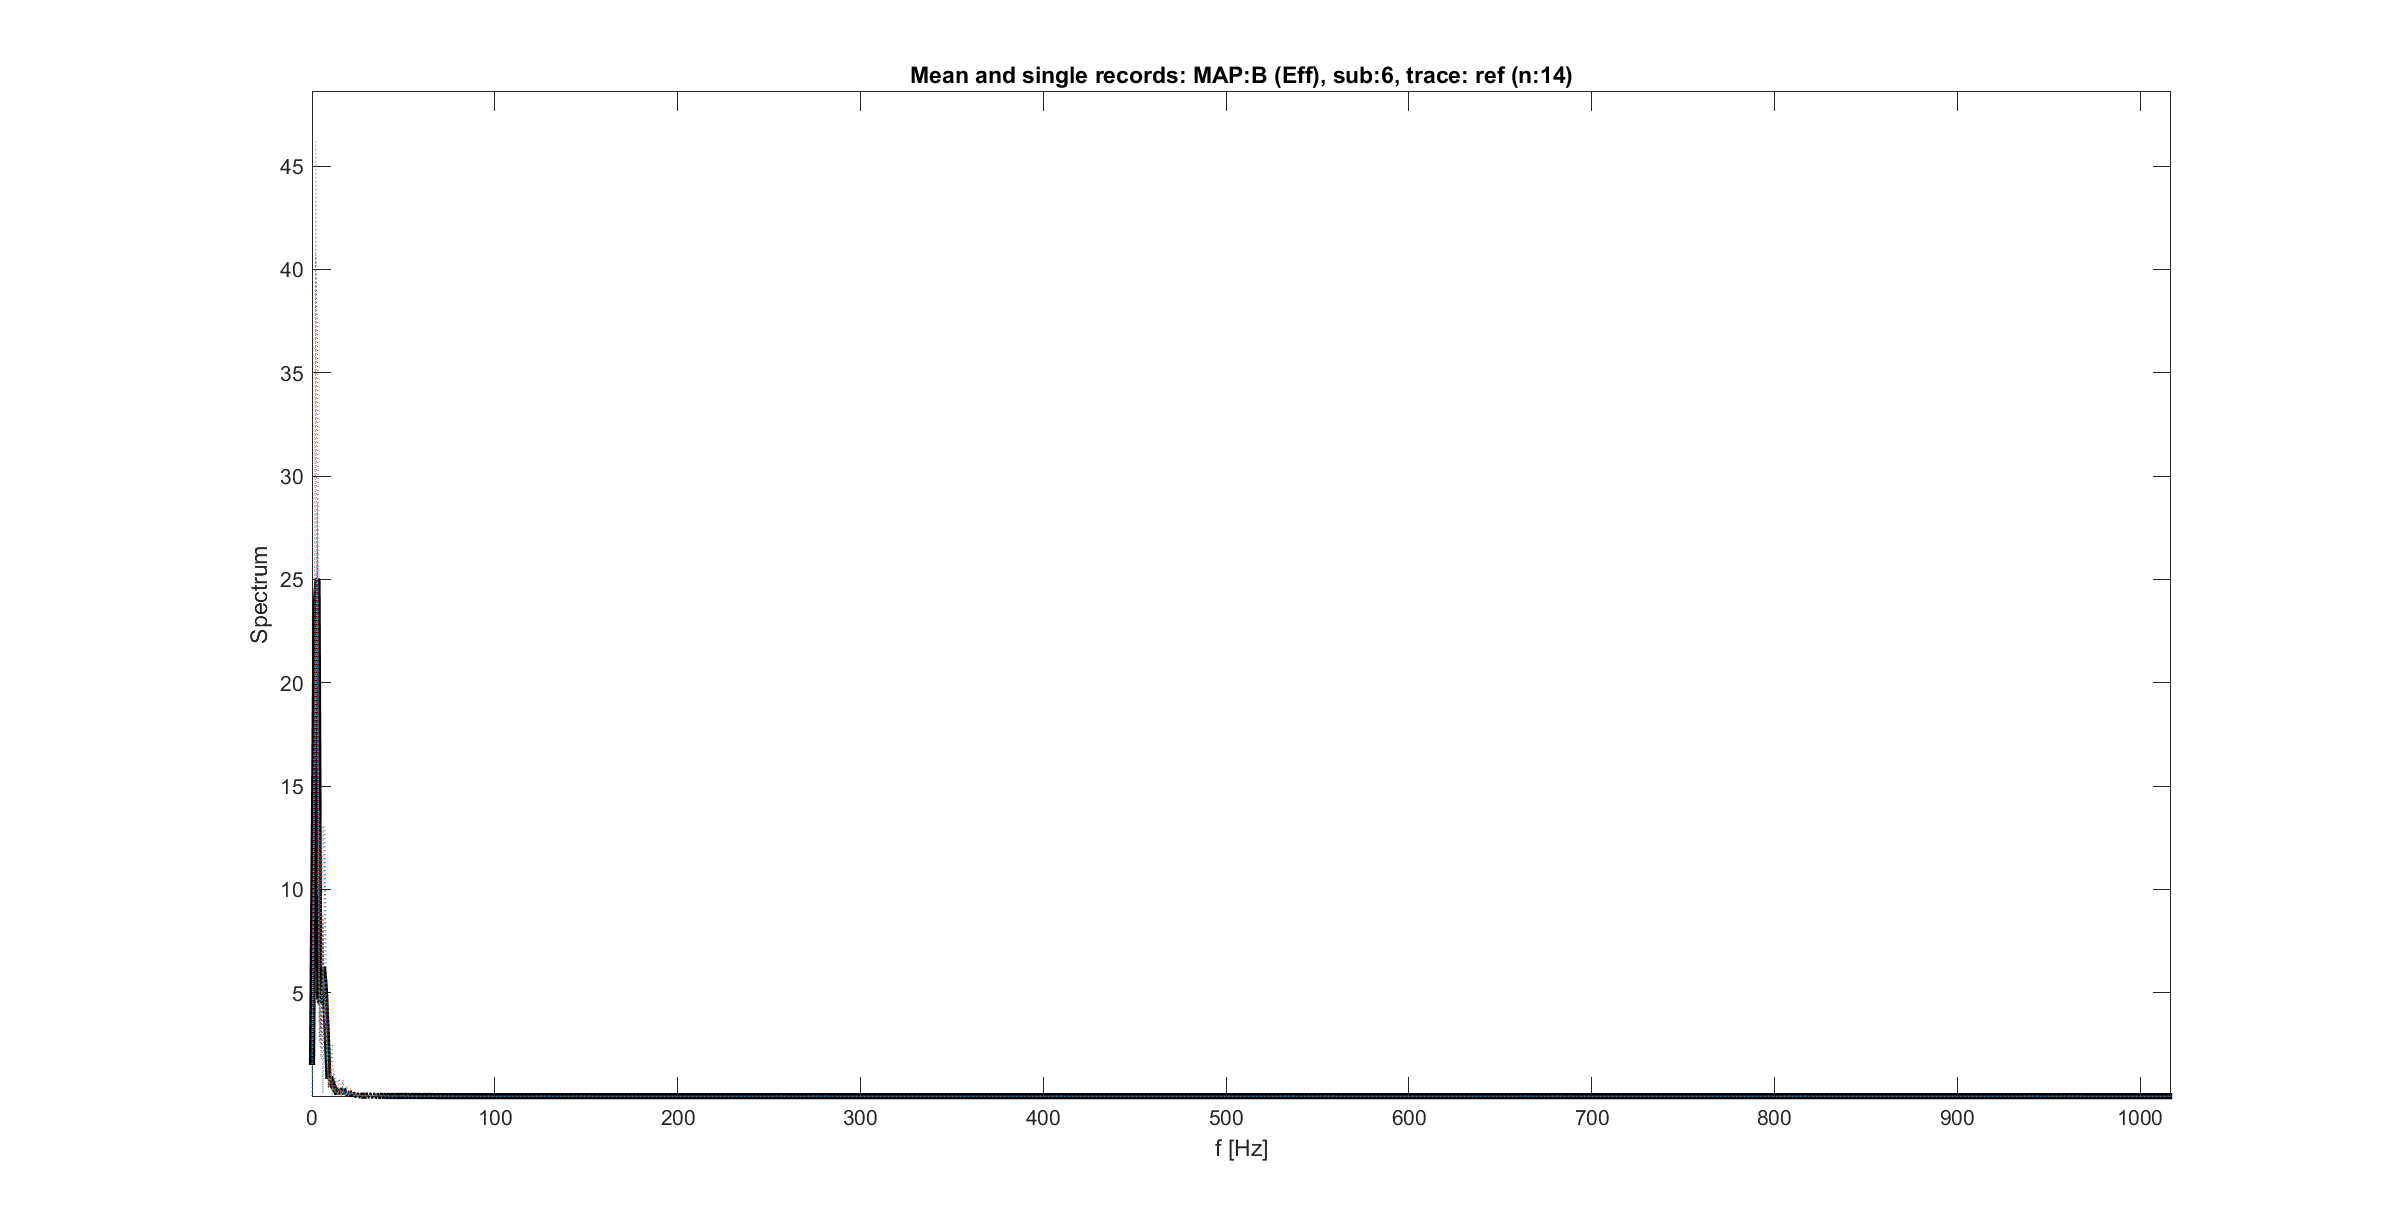 Mean and single records: MAP:B (Eff), sub:6, trace: ref (n:14)
45
40
35
30
25
20
15
10
5
Spectrum
0 100 200 300 400 500 600 700 800 900 1000
f [Hz]